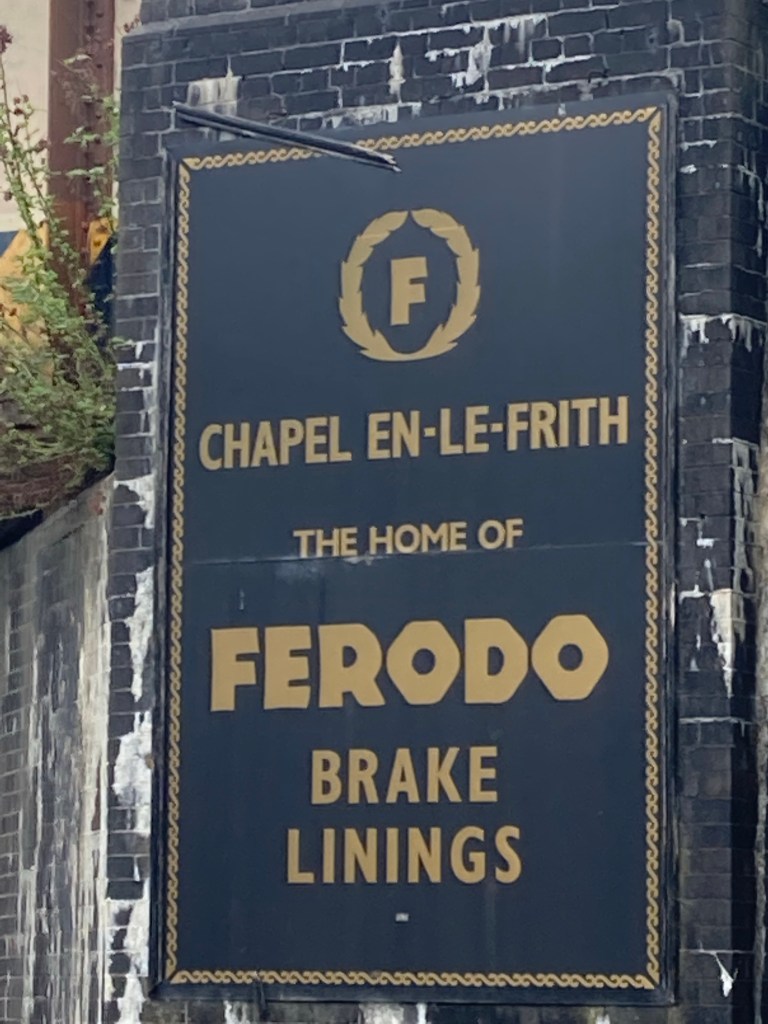 F
CHAPEL EN-LE-FRITH
THE HOME OF
FERODO
BRAKE
LININGS